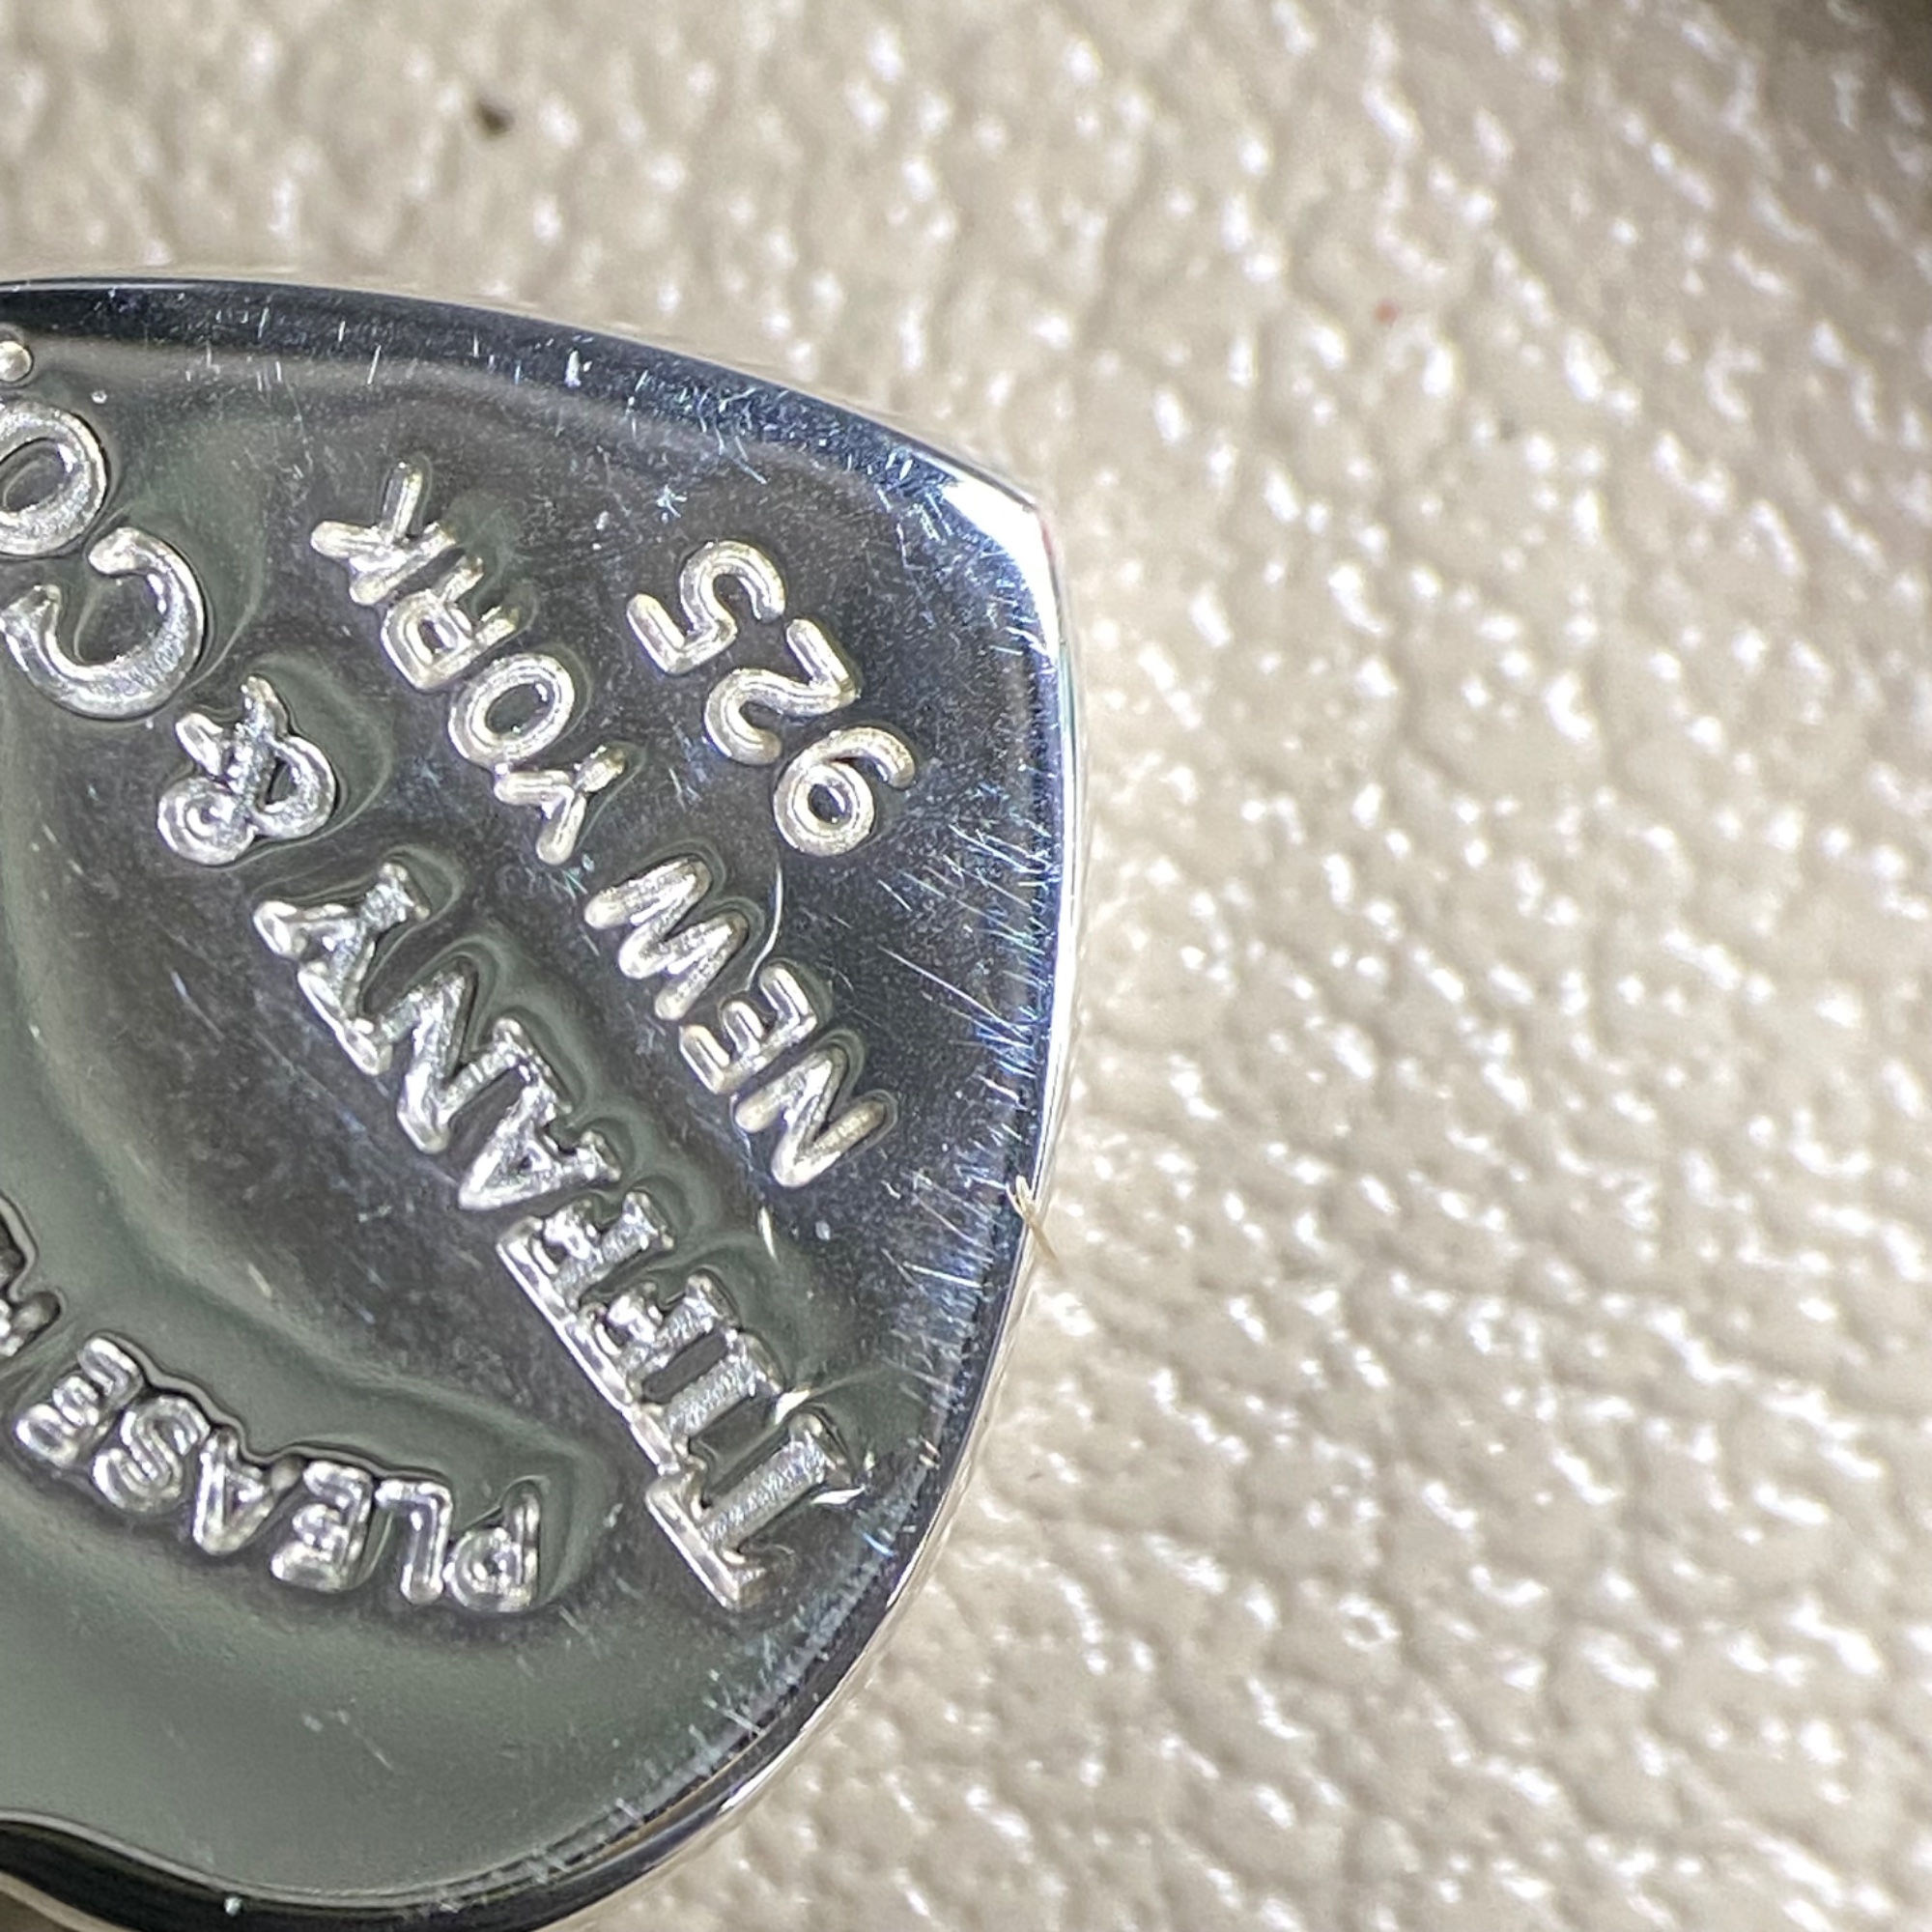 PLEASE
TIFFANY & CO.
NEW YORK
925